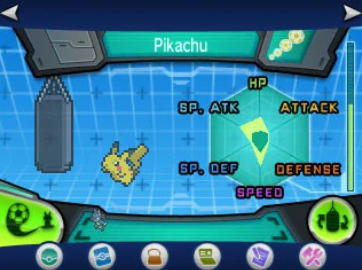 Pikachu
HP
SP. ATK
ATTACK
SP. DEF
DEFENSE
SPEED